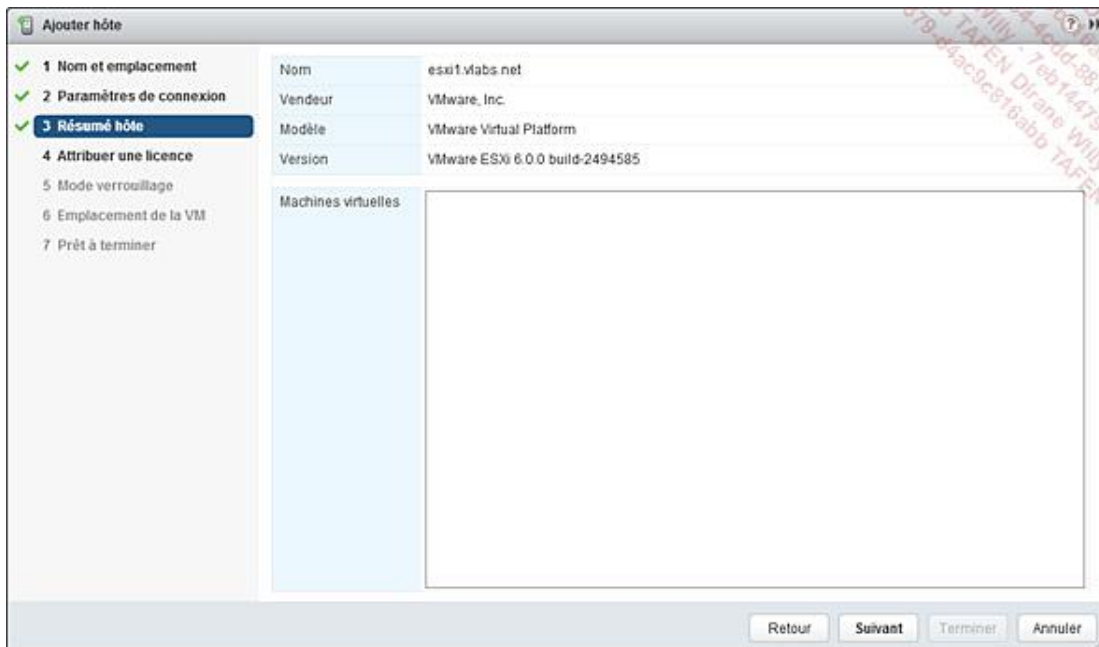 Ajouter hôte
1 Nom et emplacement
2 Paramètres de connexion
3 Résumé hôte
4 Attribuer une licence
5 Mode verrouillage
6 Emplacement de la VM
7 Prêt à terminer
Nom esxi1.vlabs.net
Vendeur VMware, Inc.
Modèle VMware Virtual Platform
Version VMware ESXi 6.0.0 build-2494585
Machines virtuelles
Retour Suivant Terminer Annuler